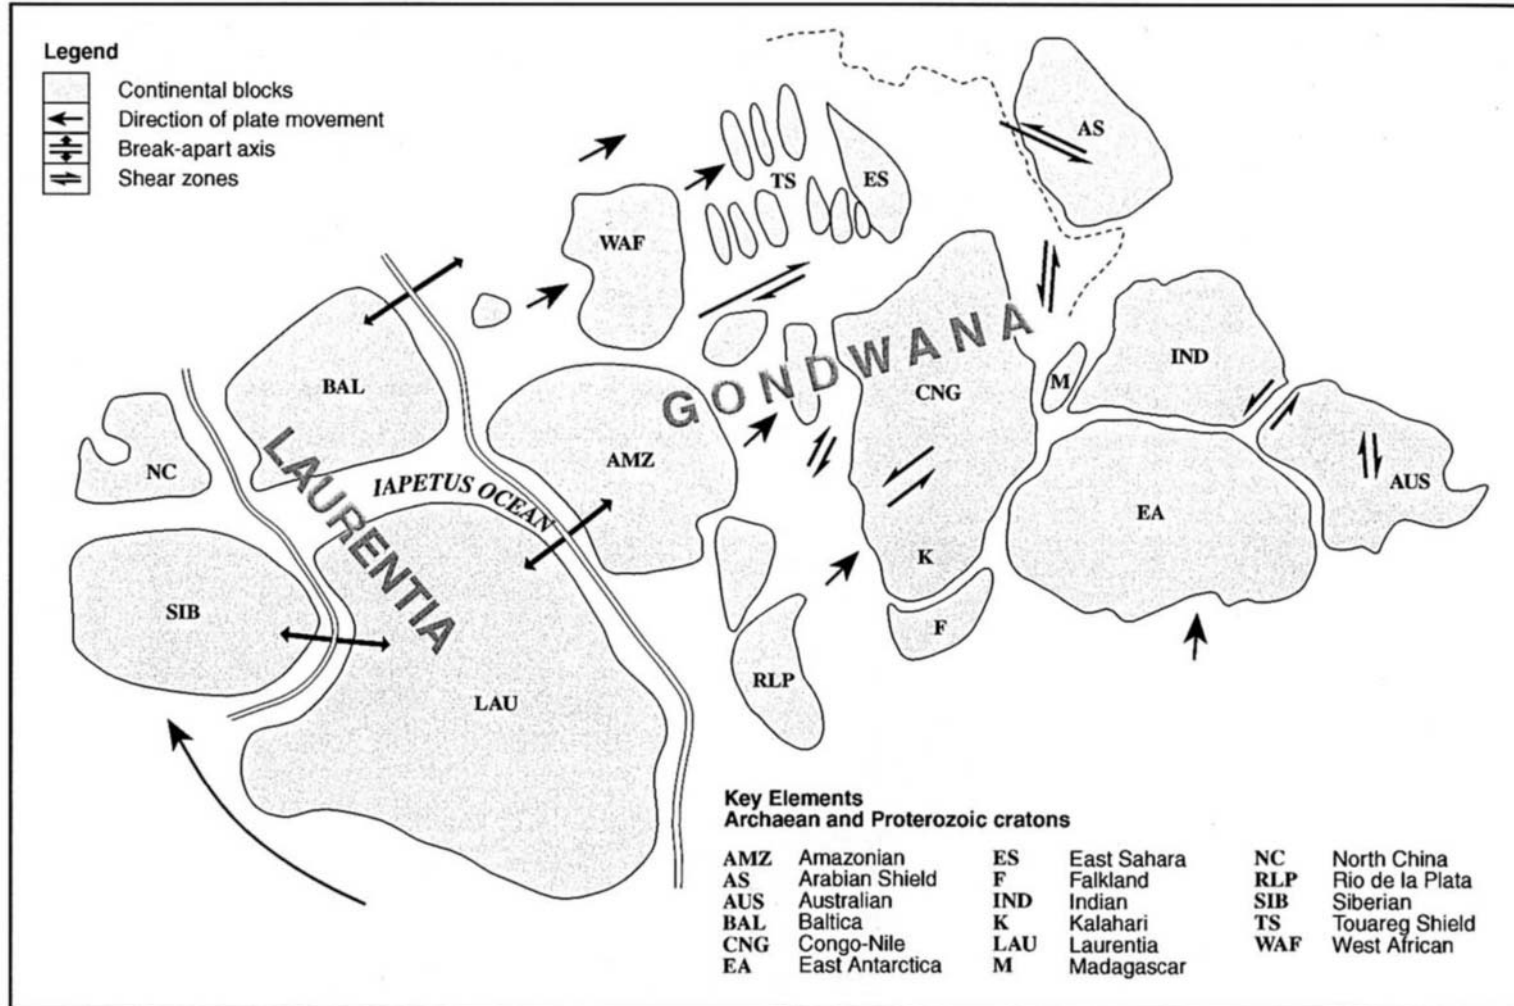 Legend
Continental blocks
Direction of plate movement
Break-apart axis
Shear zones
AS
TS
ES
WAF
GONDWANA
IND
BAL
CNG
M
LAURENTIA
AMZ
NC
IAPETUS OCEAN
AUS
EA
K
SIB
F
RLP
LAU
Key Elements
Archaean and Proterozoic cratons
AMZ Amazonian
AS Arabian Shield
AUS Australian
BAL Baltica
CNG Congo-Nile
EA East Antarctica
ES East Sahara
F Falkland
IND Indian
K Kalahari
LAU Laurentia
M Madagascar
NC North China
RLP Rio de la Plata
SIB Siberian
TS Touareg Shield
WAF West African